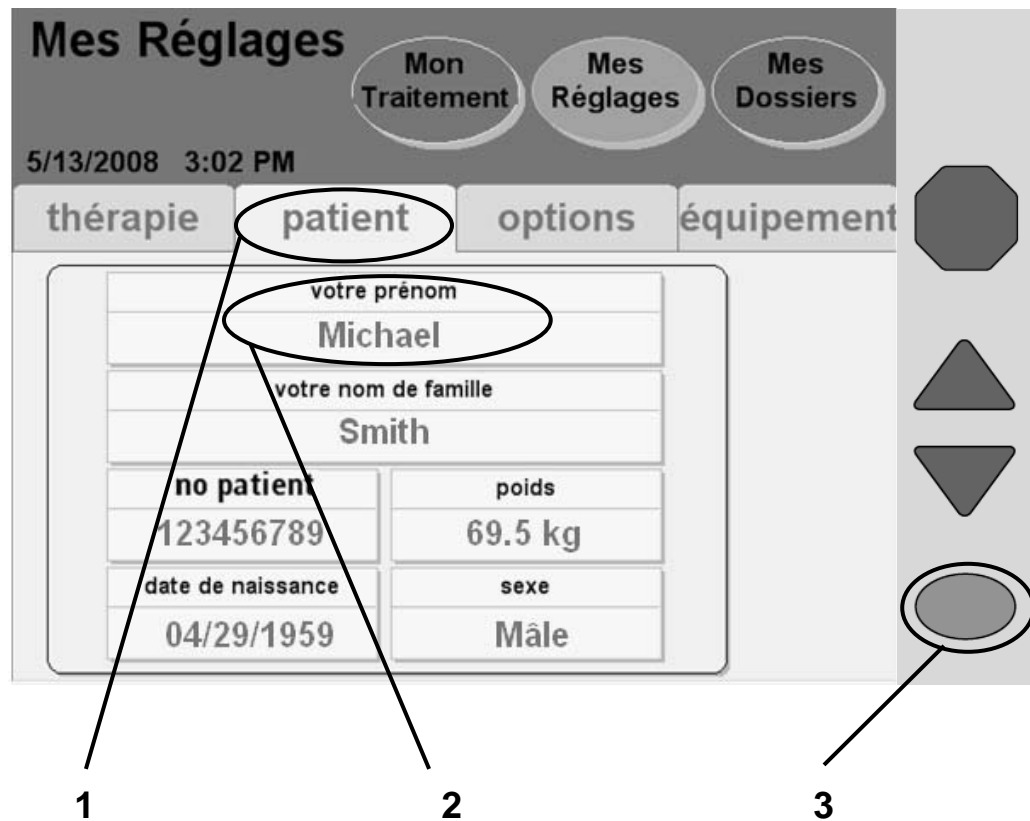 Mes Réglages
Mon
Traitement
Mes
Réglages
Mes
Dossiers
5/13/2008 3:02 PM
thérapie patient options équipement
votre prénom
Michael
votre nom de famille
Smith
no patient poids
123456789 69.5 kg
date de naissance sexe
04/29/1959 Mâle
1 2 3